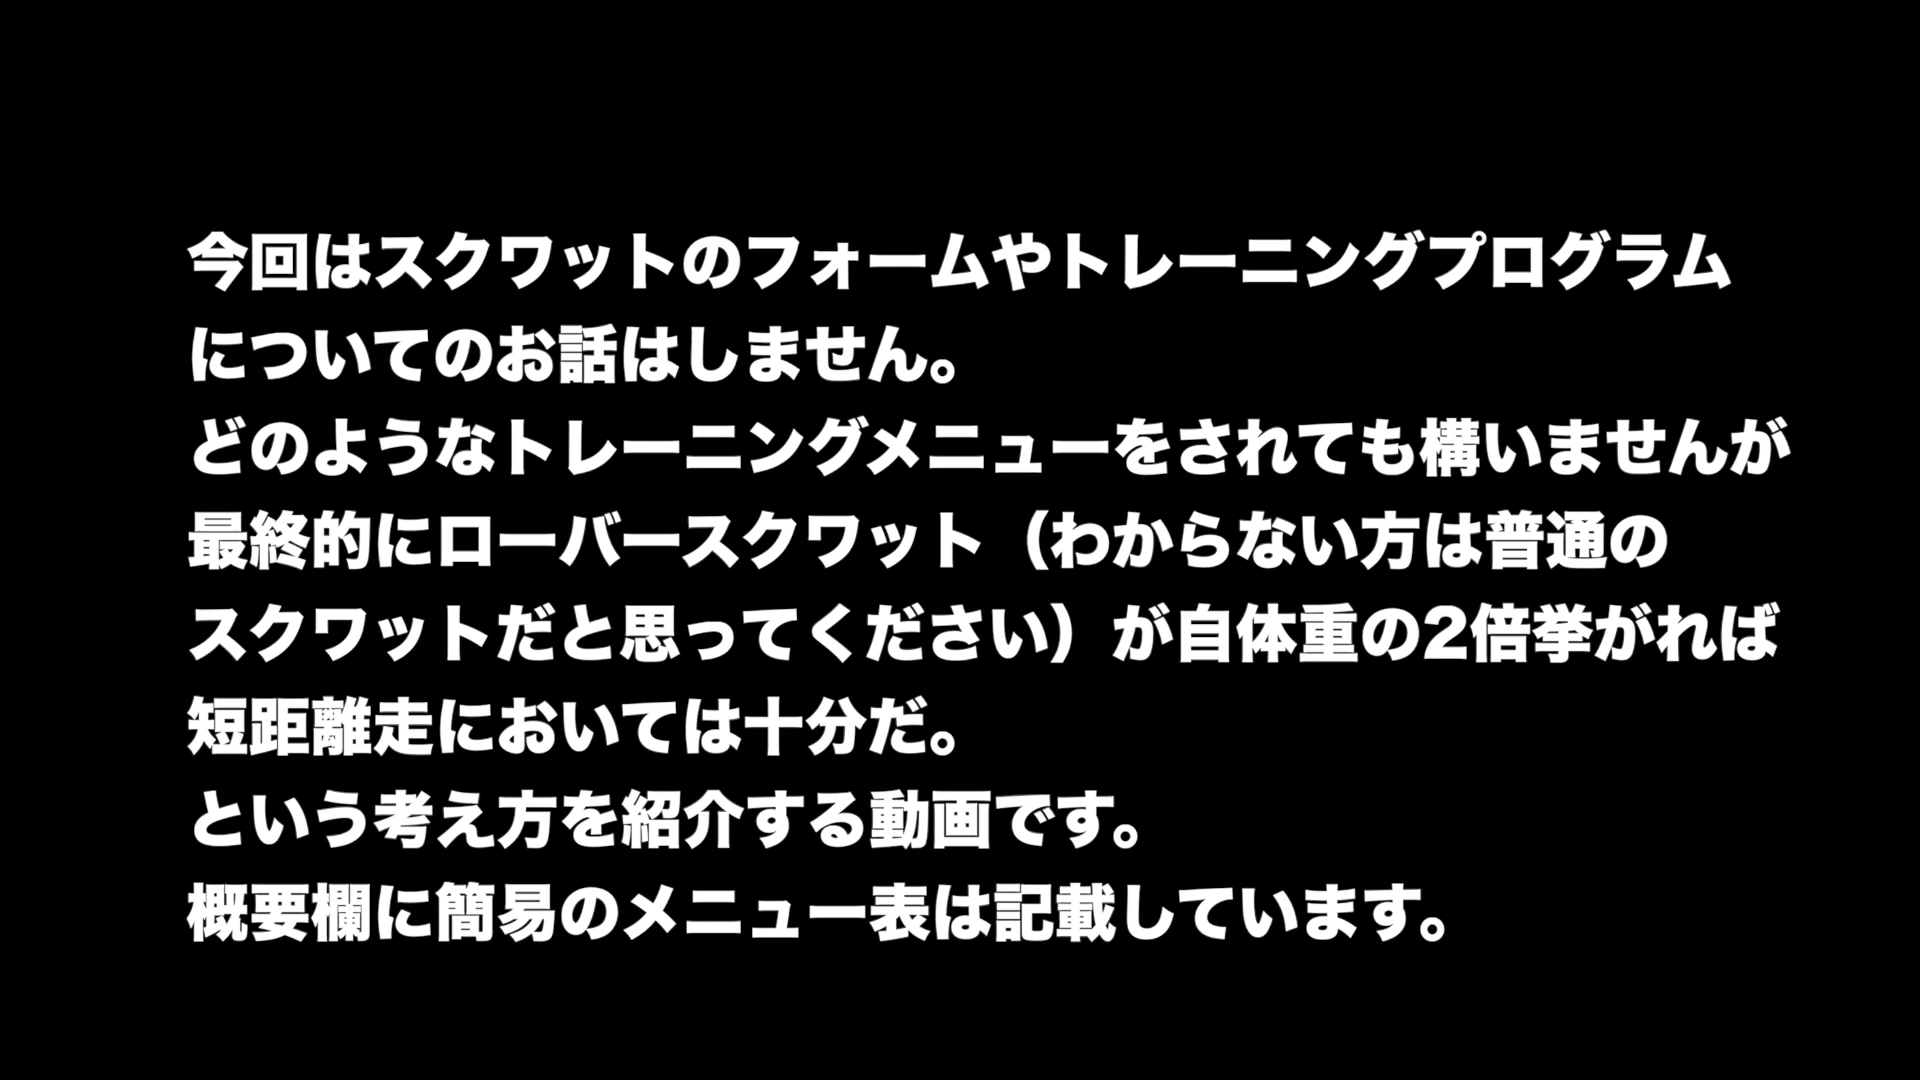 今回はスクワットのフォームやトレーニングプログラム
についてのお話はしません。
どのようなトレーニングメニューをされても構いませんが
最終的にローバースクワット（わからない方は普通の
スクワットだと思ってください）が自体重の2倍挙がれば
短距離走においては十分だ。
という考え方を紹介する動画です。
概要欄に簡易のメニュー表は記載しています。